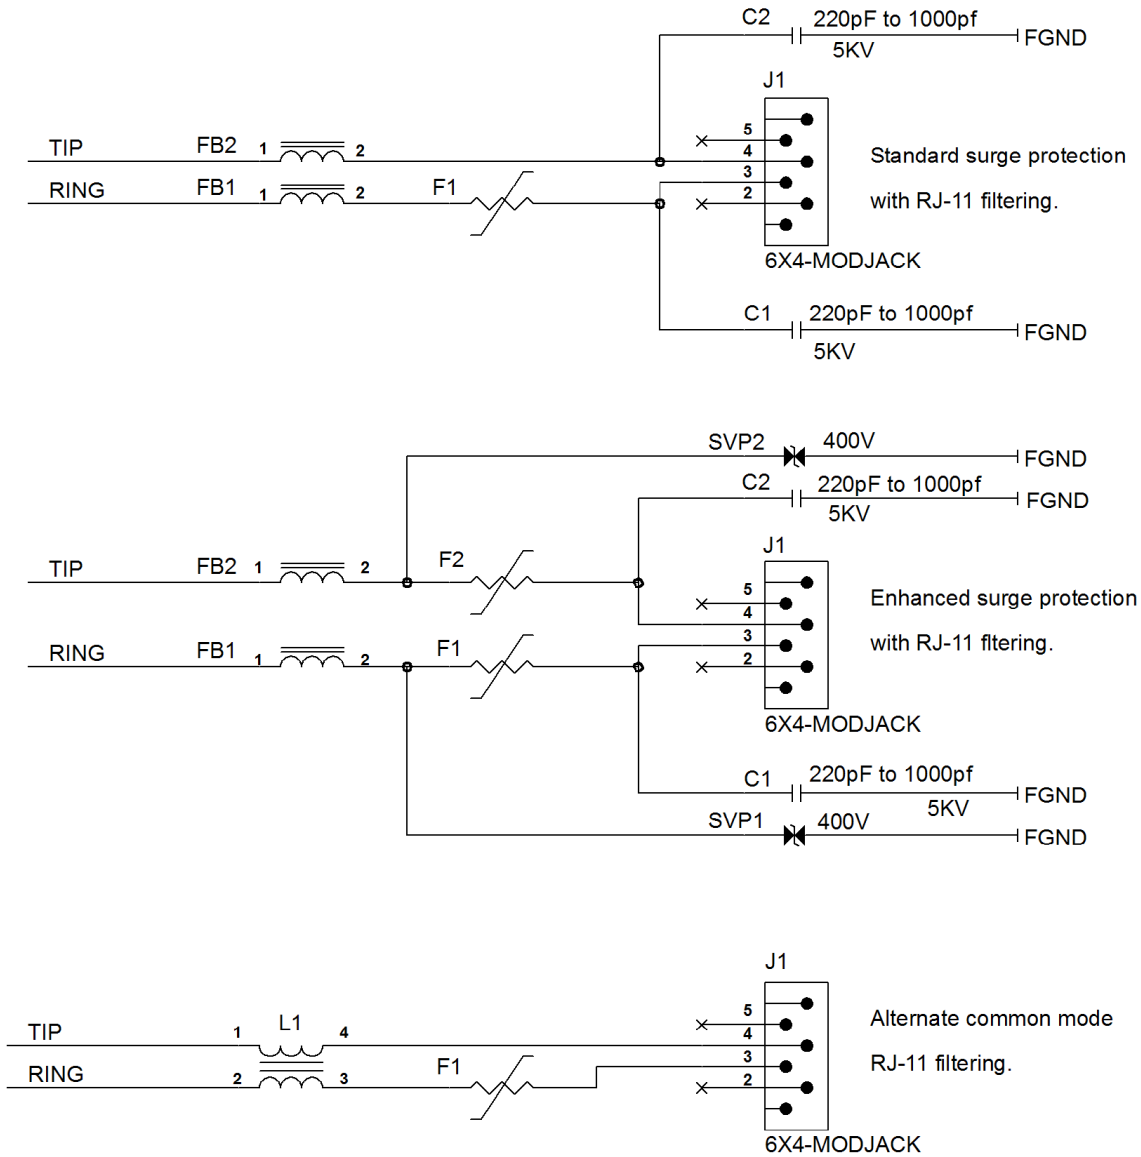 C2 220pF to 1000pf
5KV
FGND
J1
TIP FB2 1 2
5
4
Standard surge protection
RING FB1 1 2 F1
3
2
with RJ-11 filtering.
6X4-MODJACK
C1 220pF to 1000pf
5KV
FGND
SVP2 400V
FGND
C2 220pF to 1000pf
5KV
FGND
J1
TIP FB2 1 2 F2
5
4
Enhanced surge protection
RING FB1 1 2 F1
3
2
with RJ-11 fltering.
6X4-MODJACK
C1 220pF to 1000pf
5KV
FGND
SVP1 400V
FGND
J1
TIP 1 L1 4
5
4
Alternate common mode
RING 2 3 F1
3
2
RJ-11 filtering.
6X4-MODJACK